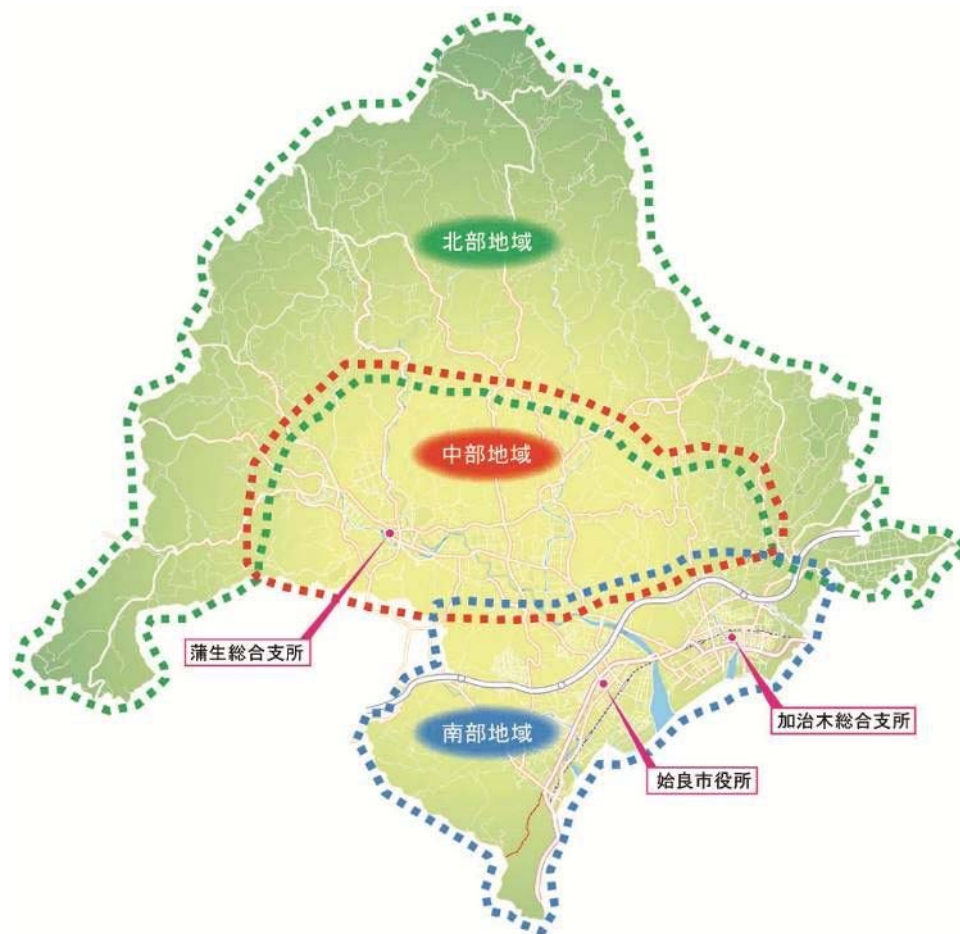 北部地域
中部地域
蒲生総合支所
南部地域
加治木総合支所
姶良市役所